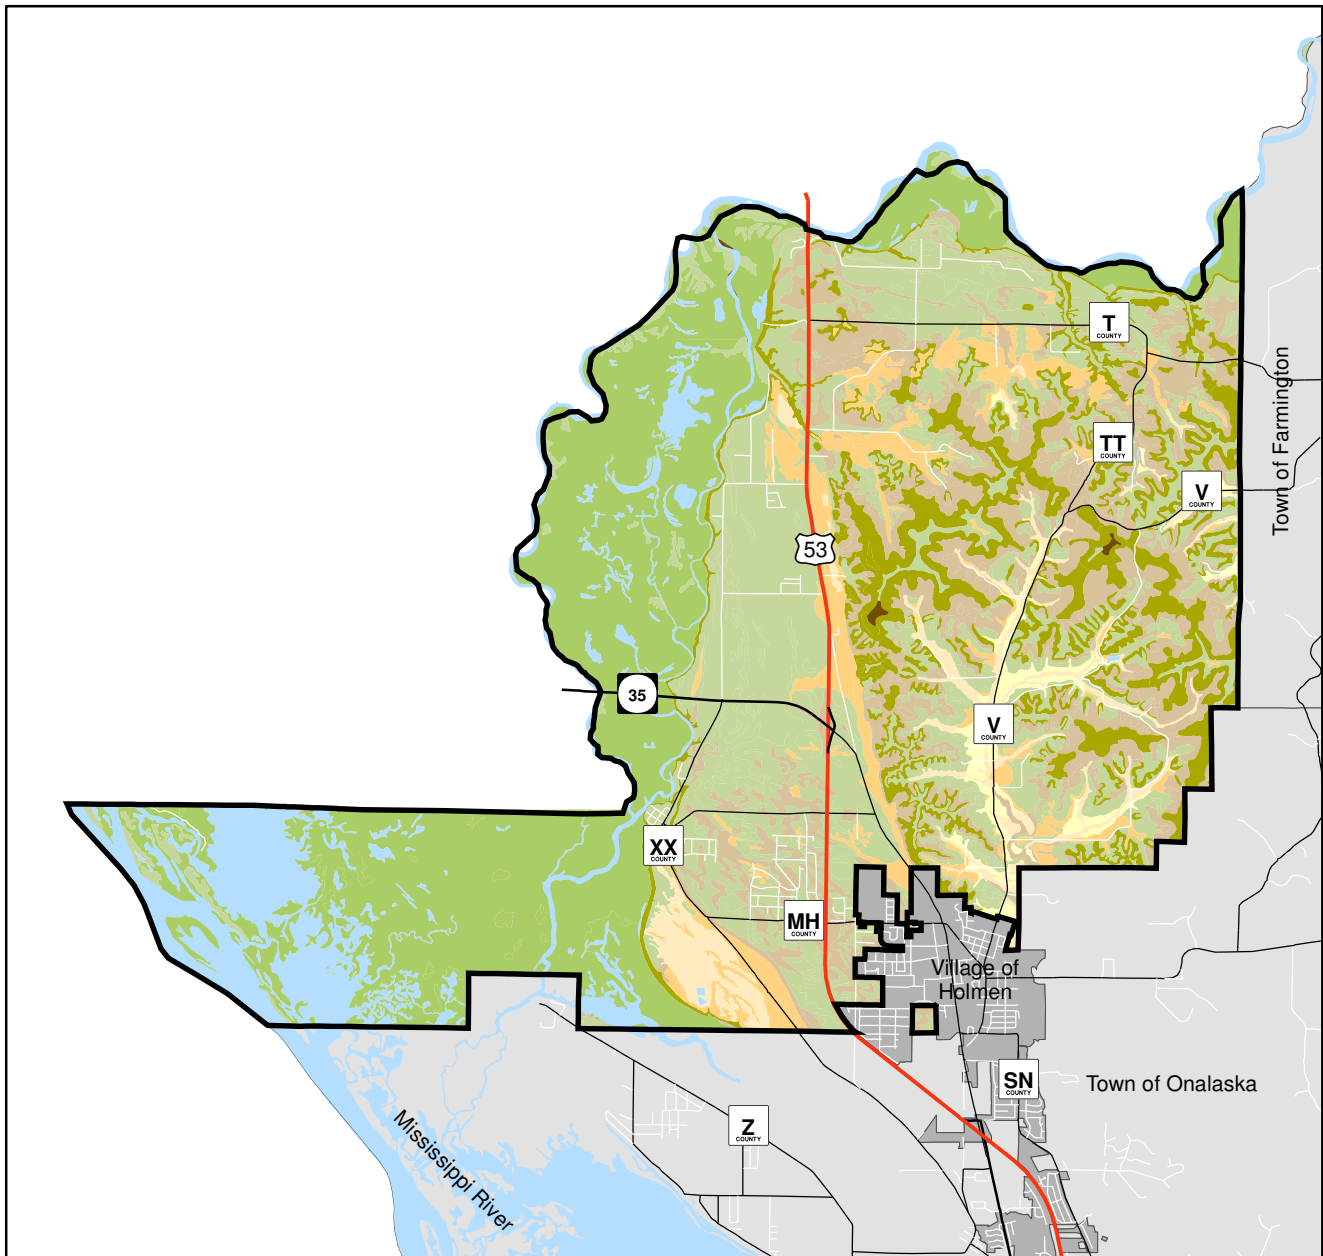 T
COUNTY
Town of Farmington
TT
COUNTY
V
COUNTY
53
35
V
COUNTY
XX
COUNTY
MH
COUNTY
Village of
Holmen
SN
COUNTY
Town of Onalaska
Z
COUNTY
Mississippi River